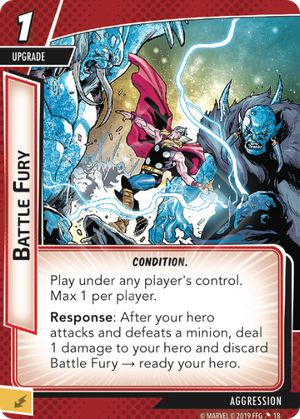 1
UPGRADE
BATTLE FURY
CONDITION.
Play under any player's control.
Max 1 per player.
Response: After your hero
attacks and defeats a minion, deal
1 damage to your hero and discard
Battle Fury → ready your hero.
AGGRESSION
© MARVEL © 2019 FFG 18